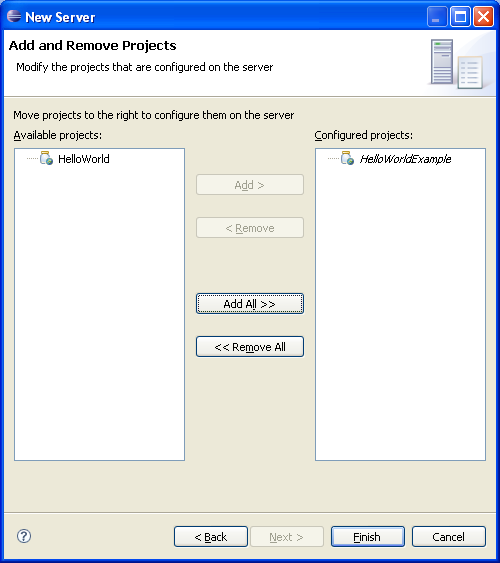 New Server
Add and Remove Projects
Modify the projects that are configured on the server
Move projects to the right to configure them on the server
Available projects:
Configured projects:
HelloWorld
HelloWorldExample
Add >
< Remove
Add All >>
<< Remove All
?
< Back
Next >
Finish
Cancel